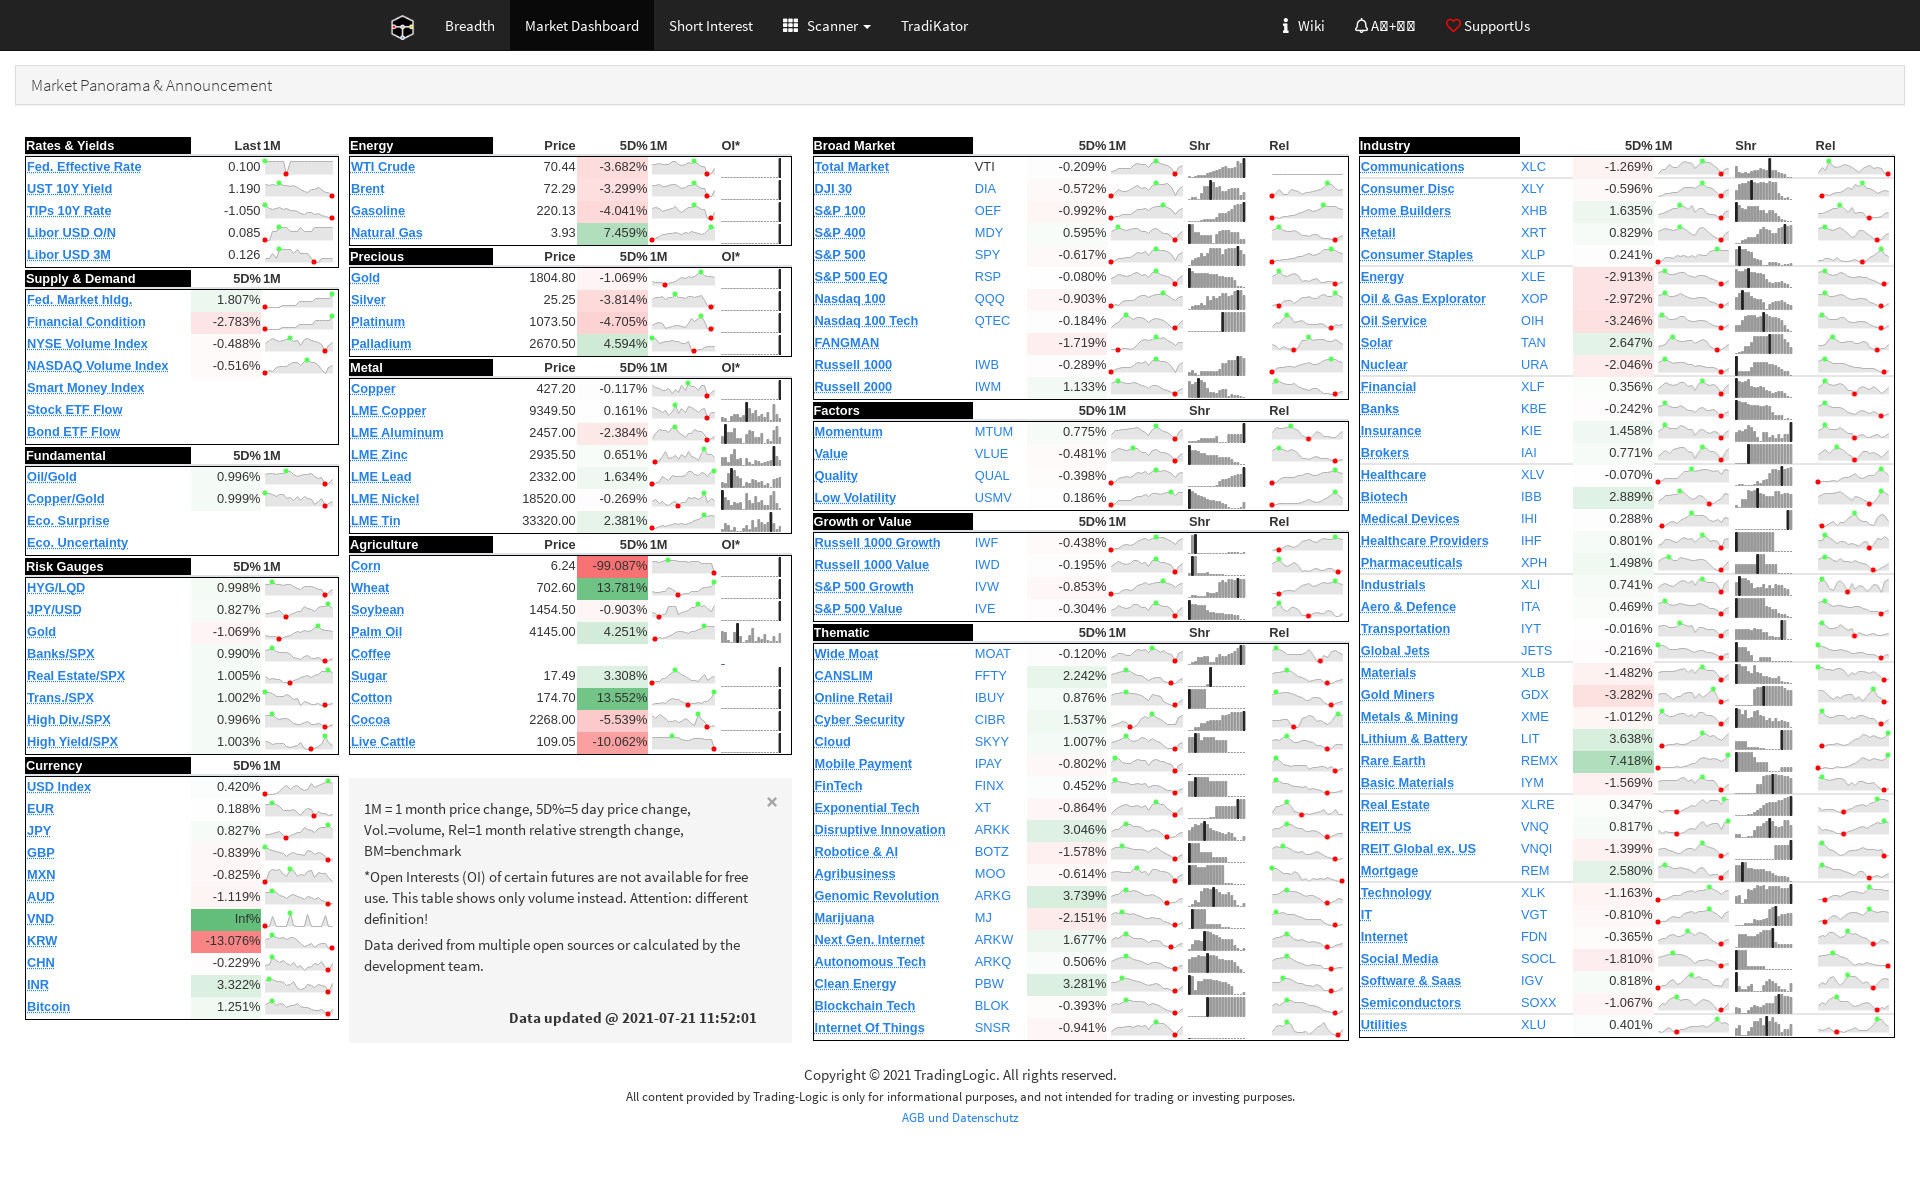 Breadth Market Dashboard Short Interest Scanner TradiKator Wiki SupportUs
Market Panorama & Announcement
Rates & Yields Last 1M
Fed. Effective Rate 0.100
UST 10Y Yield 1.190
TIPs 10Y Rate -1.050
Libor USD O/N 0.085
Libor USD 3M 0.126
Supply & Demand 5D% 1M
Fed. Market hldg. 1.807%
Financial Condition -2.783%
NYSE Volume Index -0.488%
NASDAQ Volume Index -0.516%
Smart Money Index
Stock ETF Flow
Bond ETF Flow
Fundamental 5D% 1M
Oil/Gold 0.996%
Copper/Gold 0.999%
Eco. Surprise
Eco. Uncertainty
Risk Gauges 5D% 1M
HYG/LQD 0.998%
JPY/USD 0.827%
Gold -1.069%
Banks/SPX 0.990%
Real Estate/SPX 1.005%
Trans./SPX 1.002%
High Div./SPX 0.996%
High Yield/SPX 1.003%
Currency 5D% 1M
USD Index 0.420%
EUR 0.188%
JPY 0.827%
GBP -0.839%
MXN -0.825%
AUD -1.119%
VND Inf%
KRW -13.076%
CHN -0.229%
INR 3.322%
Bitcoin 1.251%
Energy Price 5D% 1M OI*
WTI Crude 70.44 -3.682%
Brent 72.29 -3.299%
Gasoline 220.13 -4.041%
Natural Gas 3.93 7.459%
Precious Price 5D% 1M OI*
Gold 1804.80 -1.069%
Silver 25.25 -3.814%
Platinum 1073.50 -4.705%
Palladium 2670.50 4.594%
Metal Price 5D% 1M OI*
Copper 427.20 -0.117%
LME Copper 9349.50 0.161%
LME Aluminum 2457.00 -2.384%
LME Zinc 2935.50 0.651%
LME Lead 2332.00 1.634%
LME Nickel 18520.00 -0.269%
LME Tin 33320.00 2.381%
Agriculture Price 5D% 1M OI*
Corn 6.24 -99.087%
Wheat 702.60 13.781%
Soybean 1454.50 -0.903%
Palm Oil 4145.00 4.251%
Coffee -
Sugar 17.49 3.308%
Cotton 174.70 13.552%
Cocoa 2268.00 -5.539%
Live Cattle 109.05 -10.062%
×
1M = 1 month price change, 5D%=5 day price change,
Vol.=volume, Rel=1 month relative strength change,
BM=benchmark
*Open Interests (OI) of certain futures are not available for free
use. This table shows only volume instead. Attention: different
definition!
Data derived from multiple open sources or calculated by the
development team.
Data updated @ 2021-07-21 11:52:01
Broad Market 5D% 1M Shr Rel
Total Market VTI -0.209%
DJI 30 DIA -0.572%
S&P 100 OEF -0.992%
S&P 400 MDY 0.595%
S&P 500 SPY -0.617%
S&P 500 EQ RSP -0.080%
Nasdaq 100 QQQ -0.903%
Nasdaq 100 Tech QTEC -0.184%
FANGMAN -1.719%
Russell 1000 IWB -0.289%
Russell 2000 IWM 1.133%
Factors 5D% 1M Shr Rel
Momentum MTUM 0.775%
Value VLUE -0.481%
Quality QUAL -0.398%
Low Volatility USMV 0.186%
Growth or Value 5D% 1M Shr Rel
Russell 1000 Growth IWF -0.438%
Russell 1000 Value IWD -0.195%
S&P 500 Growth IVW -0.853%
S&P 500 Value IVE -0.304%
Thematic 5D% 1M Shr Rel
Wide Moat MOAT -0.120%
CANSLIM FFTY 2.242%
Online Retail IBUY 0.876%
Cyber Security CIBR 1.537%
Cloud SKYY 1.007%
Mobile Payment IPAY -0.802%
FinTech FINX 0.452%
Exponential Tech XT -0.864%
Disruptive Innovation ARKK 3.046%
Robotice & AI BOTZ -1.578%
Agribusiness MOO -0.614%
Genomic Revolution ARKG 3.739%
Marijuana MJ -2.151%
Next Gen. Internet ARKW 1.677%
Autonomous Tech ARKQ 0.506%
Clean Energy PBW 3.281%
Blockchain Tech BLOK -0.393%
Internet Of Things SNSR -0.941%
Industry 5D% 1M Shr Rel
Communications XLC -1.269%
Consumer Disc XLY -0.596%
Home Builders XHB 1.635%
Retail XRT 0.829%
Consumer Staples XLP 0.241%
Energy XLE -2.913%
Oil & Gas Explorator XOP -2.972%
Oil Service OIH -3.246%
Solar TAN 2.647%
Nuclear URA -2.046%
Financial XLF 0.356%
Banks KBE -0.242%
Insurance KIE 1.458%
Brokers IAI 0.771%
Healthcare XLV -0.070%
Biotech IBB 2.889%
Medical Devices IHI 0.288%
Healthcare Providers IHF 0.801%
Pharmaceuticals XPH 1.498%
Industrials XLI 0.741%
Aero & Defence ITA 0.469%
Transportation IYT -0.016%
Global Jets JETS -0.216%
Materials XLB -1.482%
Gold Miners GDX -3.282%
Metals & Mining XME -1.012%
Lithium & Battery LIT 3.638%
Rare Earth REMX 7.418%
Basic Materials IYM -1.569%
Real Estate XLRE 0.347%
REIT US VNQ 0.817%
REIT Global ex. US VNQI -1.399%
Mortgage REM 2.580%
Technology XLK -1.163%
IT VGT -0.810%
Internet FDN -0.365%
Social Media SOCL -1.810%
Software & Saas IGV 0.818%
Semiconductors SOXX -1.067%
Utilities XLU 0.401%
Copyright © 2021 TradingLogic. All rights reserved.
All content provided by Trading-Logic is only for informational purposes, and not intended for trading or investing purposes.
AGB und Datenschutz